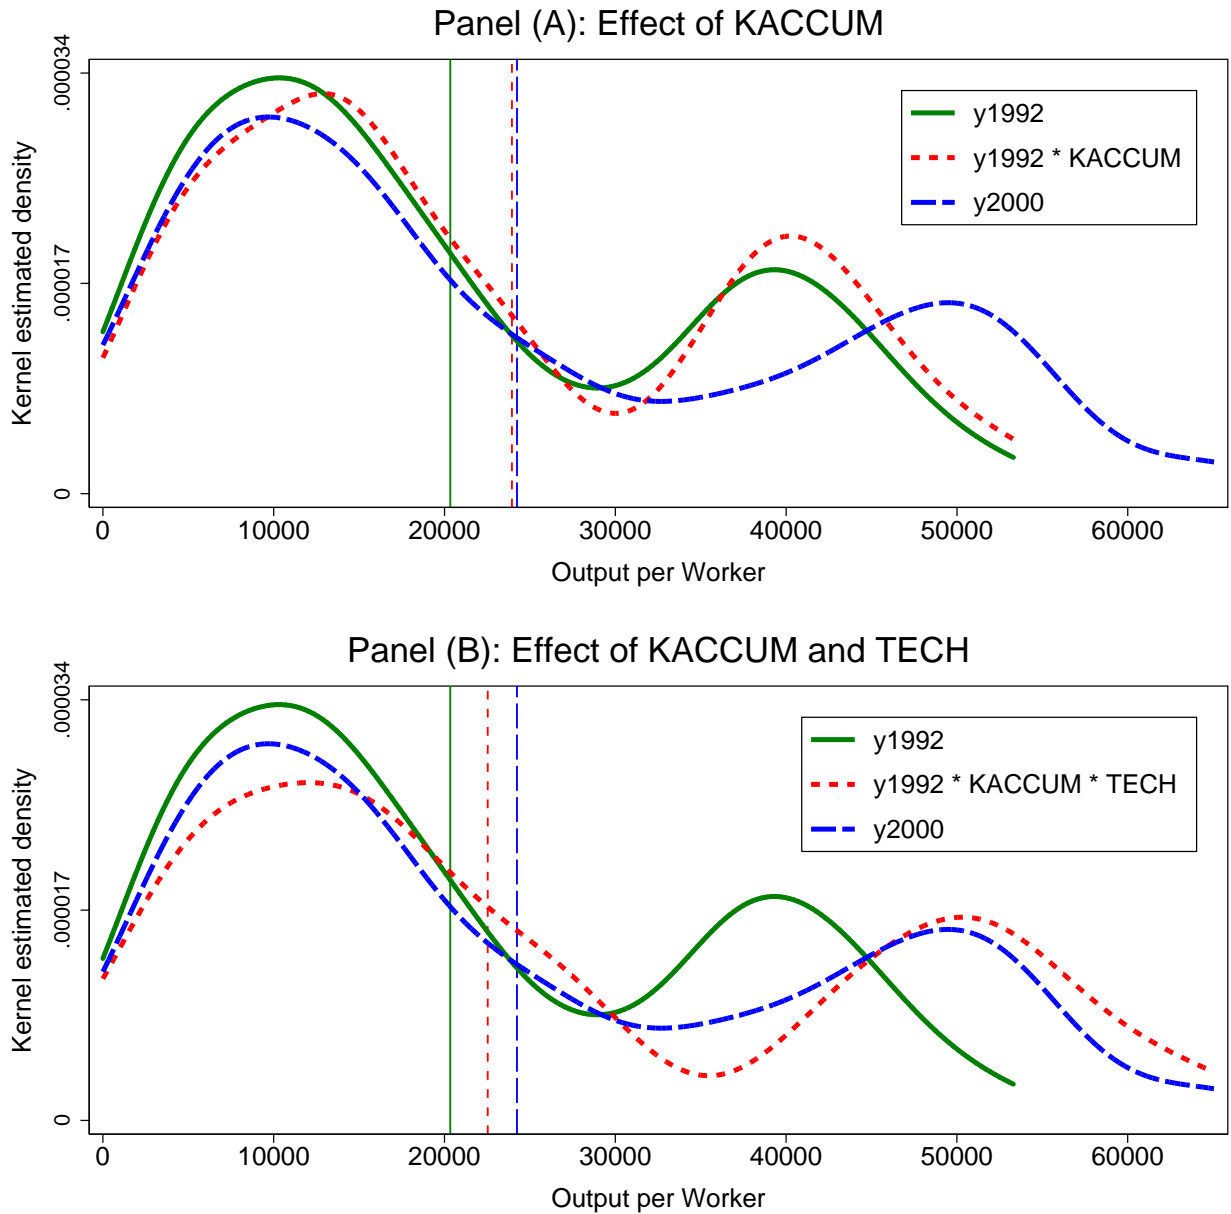 Panel (A): Effect of KACCUM
Kernel estimated density
.000034
.000017
0
y1992
y1992 * KACCUM
y2000
0 10000 20000 30000 40000 50000 60000
Output per Worker
Panel (B): Effect of KACCUM and TECH
Kernel estimated density
.000034
.000017
0
y1992
y1992 * KACCUM * TECH
y2000
0 10000 20000 30000 40000 50000 60000
Output per Worker